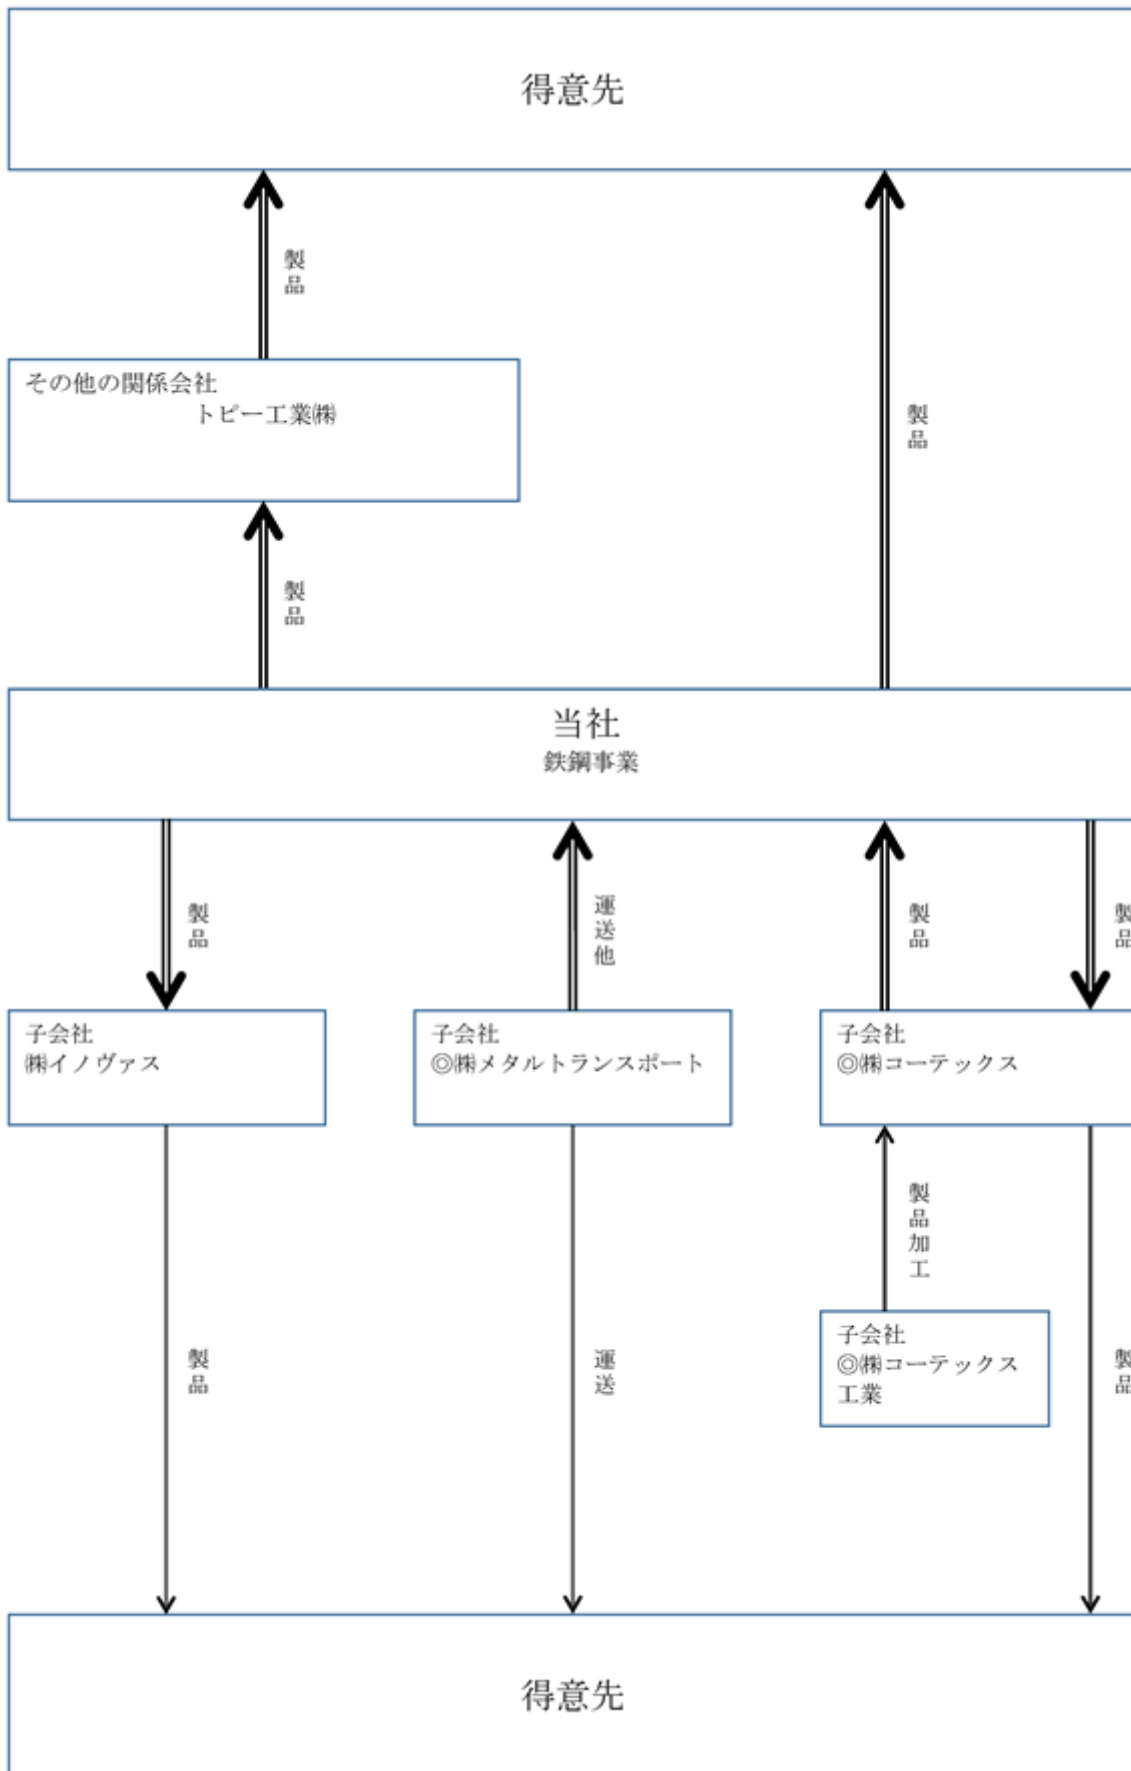 得意先
製品
その他の関係会社
トピー工業㈱
製品
製品
当社
鉄鋼事業
製品
運送他
製品
製品
子会社
㈱イノヴァス
子会社
◎㈱メタルトランスポート
子会社
◎㈱コーテックス
製品加工
子会社
◎㈱コーテックス
工業
製品
運送
製品
得意先